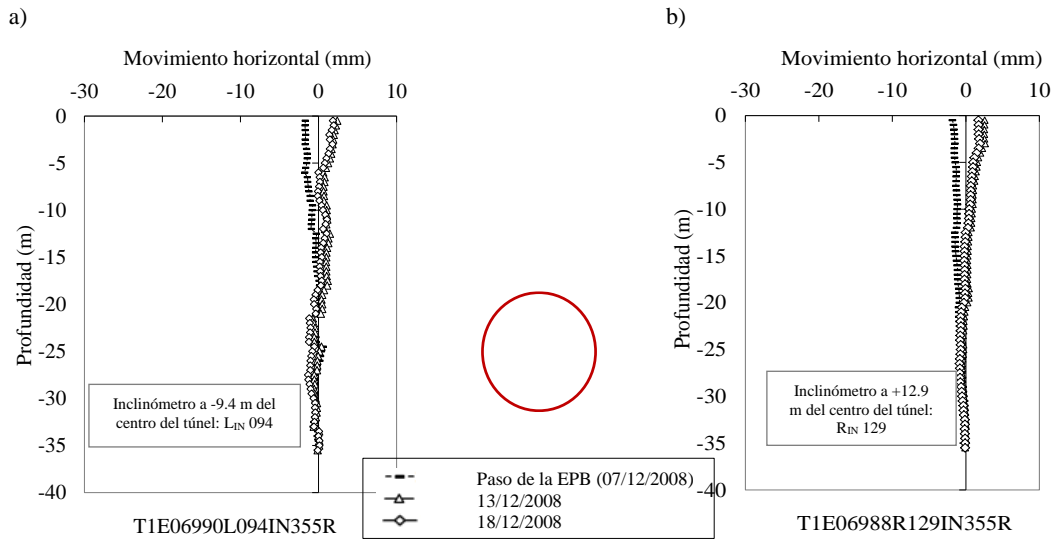 a)
Movimiento horizontal (mm)
-30 -20 -10 0 10
0
-5
-10
-15
-20
-25
-30
-35
-40
Profundidad (m)
Inclinómetro a -9.4 m del
centro del túnel: L_IN 094
T1E06990L094IN355R
b)
Movimiento horizontal (mm)
-30 -20 -10 0 10
0
-5
-10
-15
-20
-25
-30
-35
-40
Profundidad (m)
Inclinómetro a +12.9
m del centro del túnel:
R_IN 129
T1E06988R129IN355R
Paso de la EPB (07/12/2008)
13/12/2008
18/12/2008